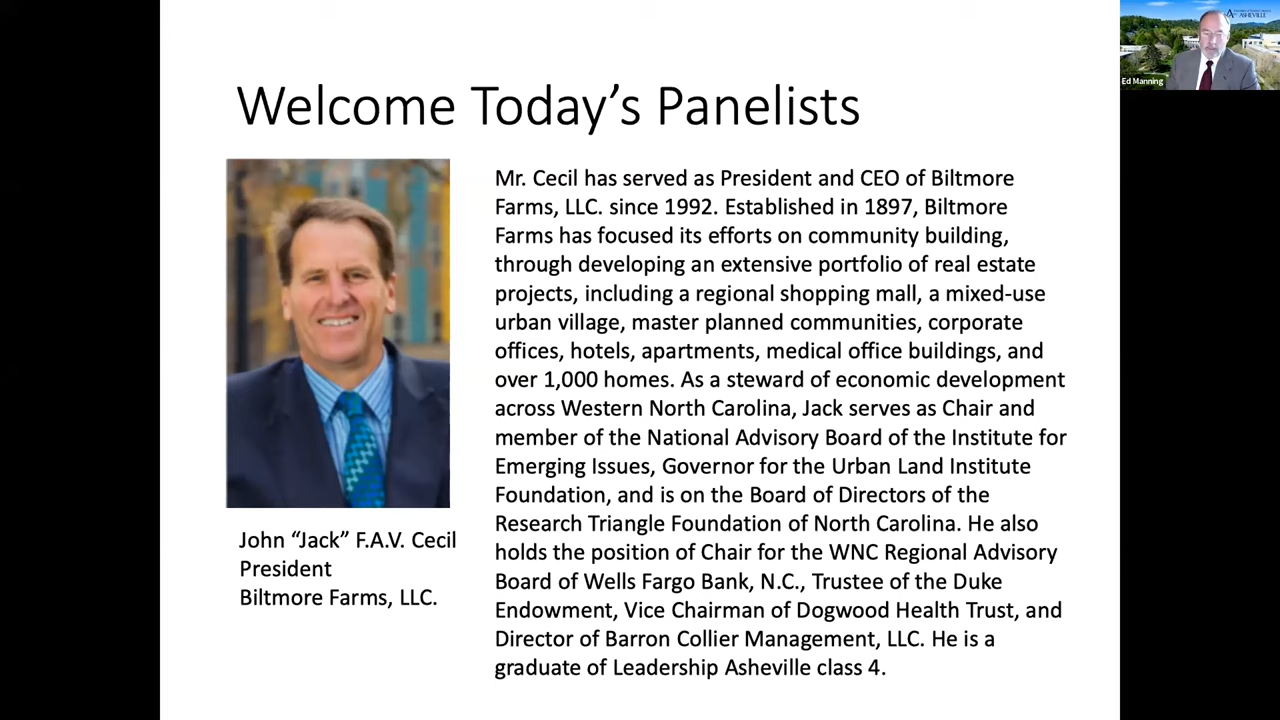 Welcome Today's Panelists
Mr. Cecil has served as President and CEO of Biltmore
Farms, LLC. since 1992. Established in 1897, Biltmore
Farms has focused its efforts on community building,
through developing an extensive portfolio of real estate
projects, including a regional shopping mall, a mixed-use
urban village, master planned communities, corporate
offices, hotels, apartments, medical office buildings, and
over 1,000 homes. As a steward of economic development
across Western North Carolina, Jack serves as Chair and
member of the National Advisory Board of the Institute for
Emerging Issues, Governor for the Urban Land Institute
Foundation, and is on the Board of Directors of the
Research Triangle Foundation of North Carolina. He also
holds the position of Chair for the WNC Regional Advisory
Board of Wells Fargo Bank, N.C., Trustee of the Duke
Endowment, Vice Chairman of Dogwood Health Trust, and
Director of Barron Collier Management, LLC. He is a
graduate of Leadership Asheville class 4.
John “Jack” F.A.V. Cecil
President
Biltmore Farms, LLC.
ASHEVILLE
Ed Manning